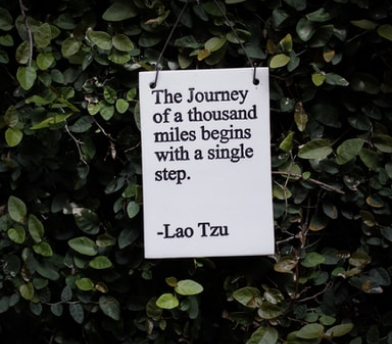 The Journey
of a thousand
miles begins
with a single
step.
-Lao Tzu